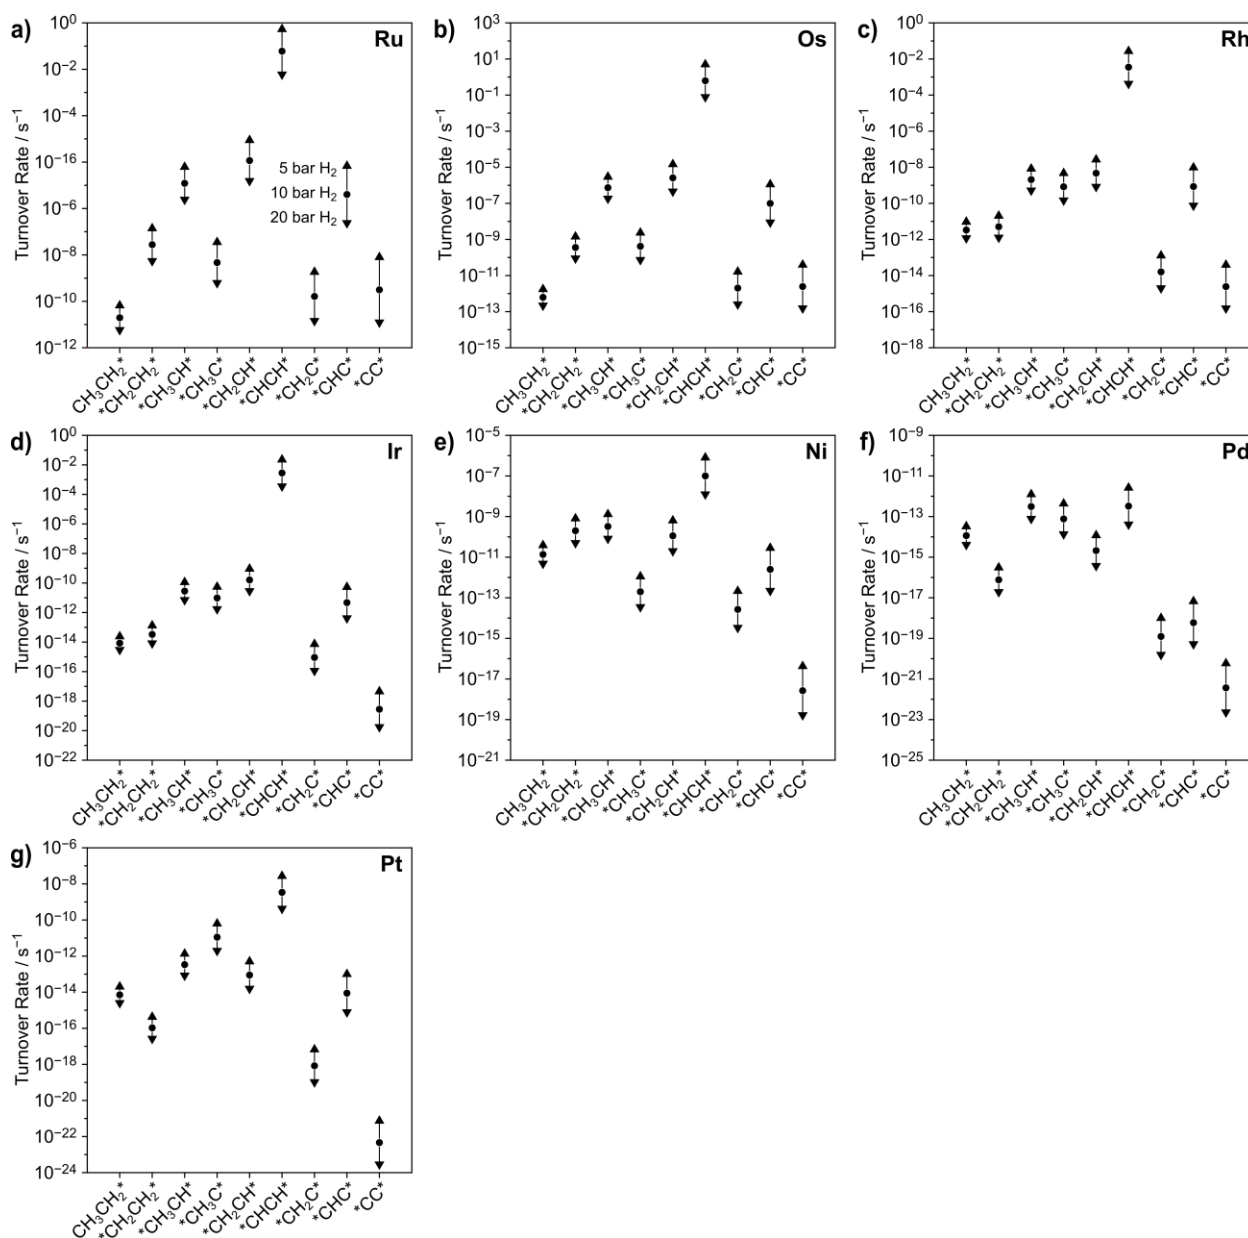 a)
Ru
Turnover Rate / s⁻¹
10⁰
10⁻²
10⁻⁴
10⁻¹⁶
10⁻⁶
10⁻⁸
10⁻¹⁰
10⁻¹²
5 bar H₂
10 bar H₂
20 bar H₂
CH₃CH₂*
*CH₂CH₂*
*CH₃CH*
*CH₃C*
*CH₂CH*
*CHCH*
*CH₂C*
*CHC*
*CC*
b)
Os
Turnover Rate / s⁻¹
10³
10¹
10⁻¹
10⁻³
10⁻⁵
10⁻⁷
10⁻⁹
10⁻¹¹
10⁻¹³
10⁻¹⁵
CH₃CH₂*
*CH₂CH₂*
*CH₃CH*
*CH₃C*
*CH₂CH*
*CHCH*
*CH₂C*
*CHC*
*CC*
c)
Rh
Turnover Rate / s⁻¹
10⁰
10⁻²
10⁻⁴
10⁻⁶
10⁻⁸
10⁻¹⁰
10⁻¹²
10⁻¹⁴
10⁻¹⁶
10⁻¹⁸
CH₃CH₂*
*CH₂CH₂*
*CH₃CH*
*CH₃C*
*CH₂CH*
*CHCH*
*CH₂C*
*CHC*
*CC*
d)
Ir
Turnover Rate / s⁻¹
10⁰
10⁻²
10⁻⁴
10⁻⁶
10⁻⁸
10⁻¹⁰
10⁻¹²
10⁻¹⁴
10⁻¹⁶
10⁻¹⁸
10⁻²⁰
10⁻²²
CH₃CH₂*
*CH₂CH₂*
*CH₃CH*
*CH₃C*
*CH₂CH*
*CHCH*
*CH₂C*
*CHC*
*CC*
e)
Ni
Turnover Rate / s⁻¹
10⁻⁵
10⁻⁷
10⁻⁹
10⁻¹¹
10⁻¹³
10⁻¹⁵
10⁻¹⁷
10⁻¹⁹
10⁻²¹
CH₃CH₂*
*CH₂CH₂*
*CH₃CH*
*CH₃C*
*CH₂CH*
*CHCH*
*CH₂C*
*CHC*
*CC*
f)
Pd
Turnover Rate / s⁻¹
10⁻⁹
10⁻¹¹
10⁻¹³
10⁻¹⁵
10⁻¹⁷
10⁻¹⁹
10⁻²¹
10⁻²³
10⁻²⁵
CH₃CH₂*
*CH₂CH₂*
*CH₃CH*
*CH₃C*
*CH₂CH*
*CHCH*
*CH₂C*
*CHC*
*CC*
g)
Pt
Turnover Rate / s⁻¹
10⁻⁶
10⁻⁸
10⁻¹⁰
10⁻¹²
10⁻¹⁴
10⁻¹⁶
10⁻¹⁸
10⁻²⁰
10⁻²²
10⁻²⁴
CH₃CH₂*
*CH₂CH₂*
*CH₃CH*
*CH₃C*
*CH₂CH*
*CHCH*
*CH₂C*
*CHC*
*CC*